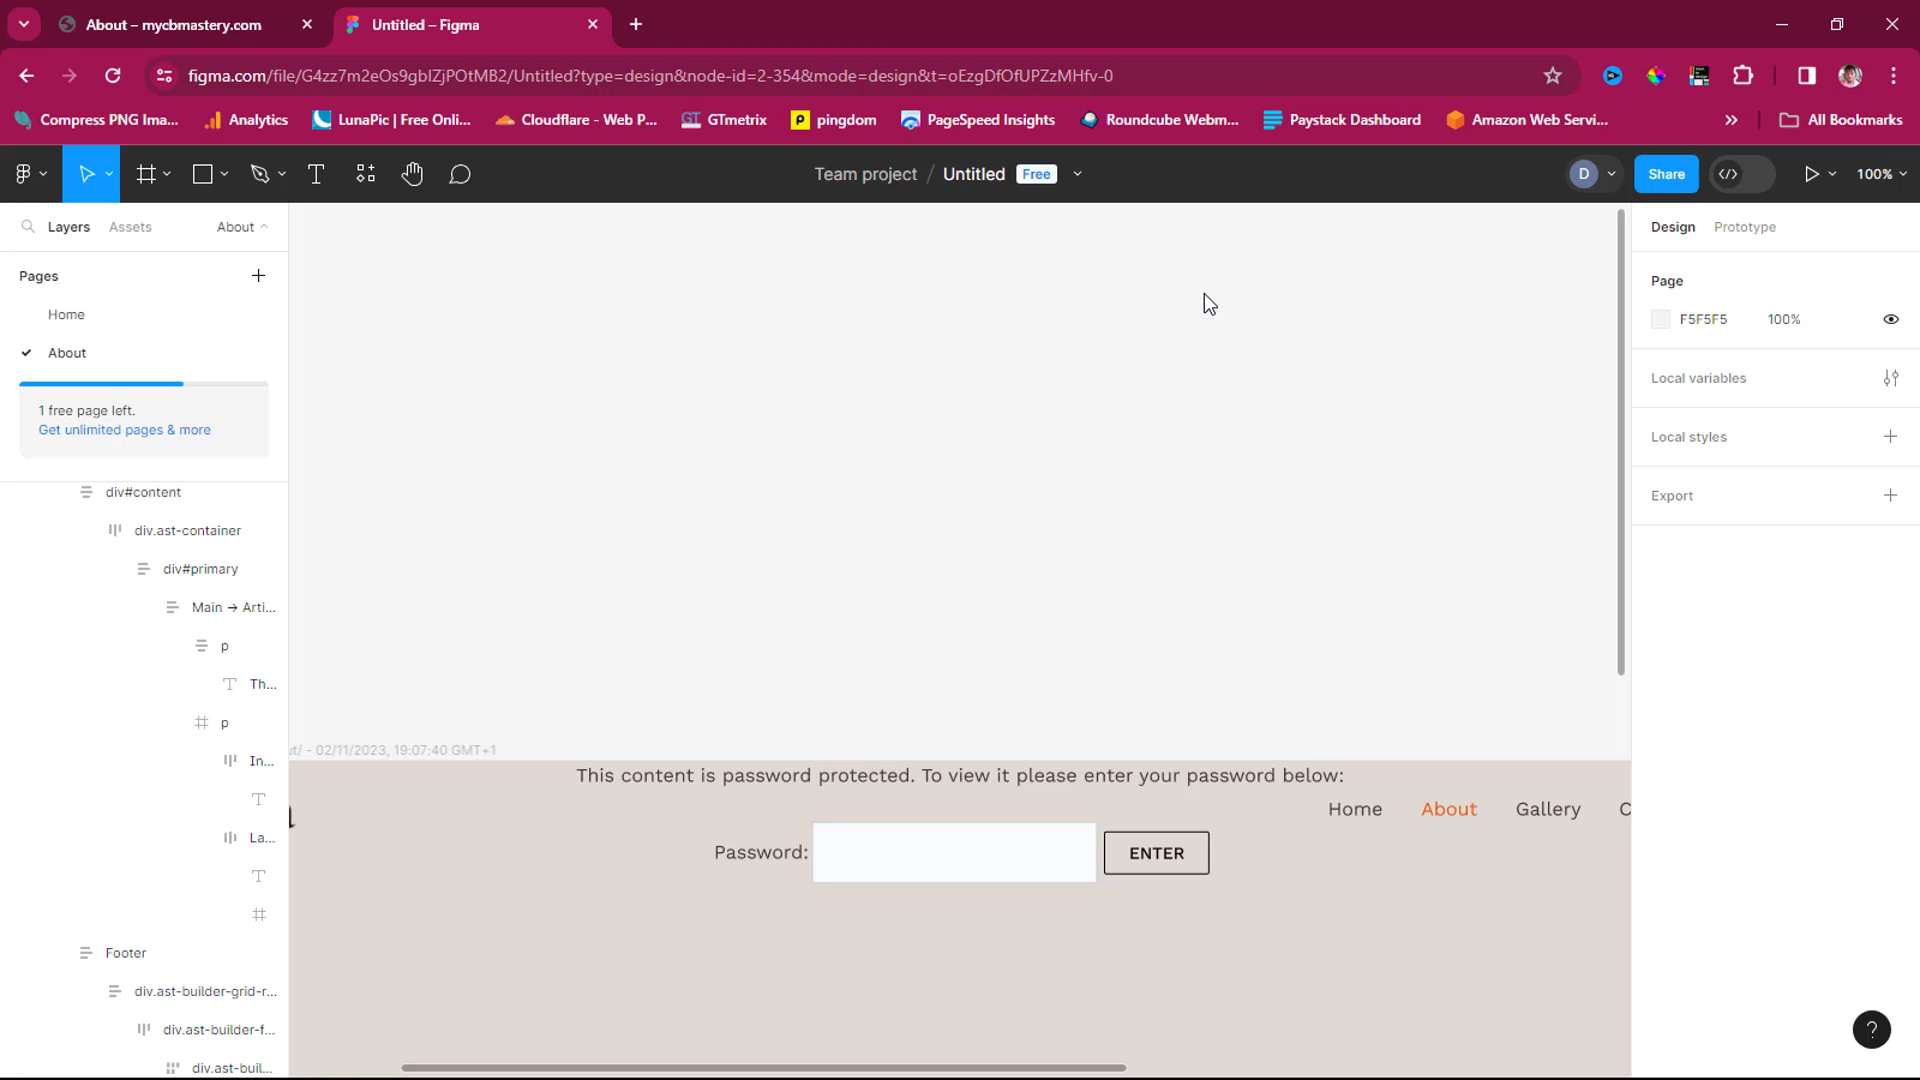 About – mycbmastery.com
Untitled – Figma
figma.com/file/G4zz7m2eOs9gbIZjPOtMB2/Untitled?type=design&node-id=2-354&mode=design&t=oEzgDfOfUPZzMHfv-0
Compress PNG Ima...
Analytics
LunaPic | Free Onli...
Cloudflare - Web P...
GT GTmetrix
pingdom
PageSpeed Insights
Roundcube Webm...
Paystack Dashboard
Amazon Web Servi...
All Bookmarks
Team project / Untitled Free
D
Share
100%
Layers
Assets
About
Design
Prototype
Pages
Home
About
1 free page left.
Get unlimited pages & more
Page
F5F5F5 100%
Local variables
Local styles
Export
div#content
div.ast-container
div#primary
Main → Arti...
p
Th...
p
In...
La...
Footer
div.ast-builder-grid-r...
div.ast-builder-f...
div.ast-buil...
ut/ - 02/11/2023, 19:07:40 GMT+1
This content is password protected. To view it please enter your password below:
Home About Gallery C
Password:
ENTER
?